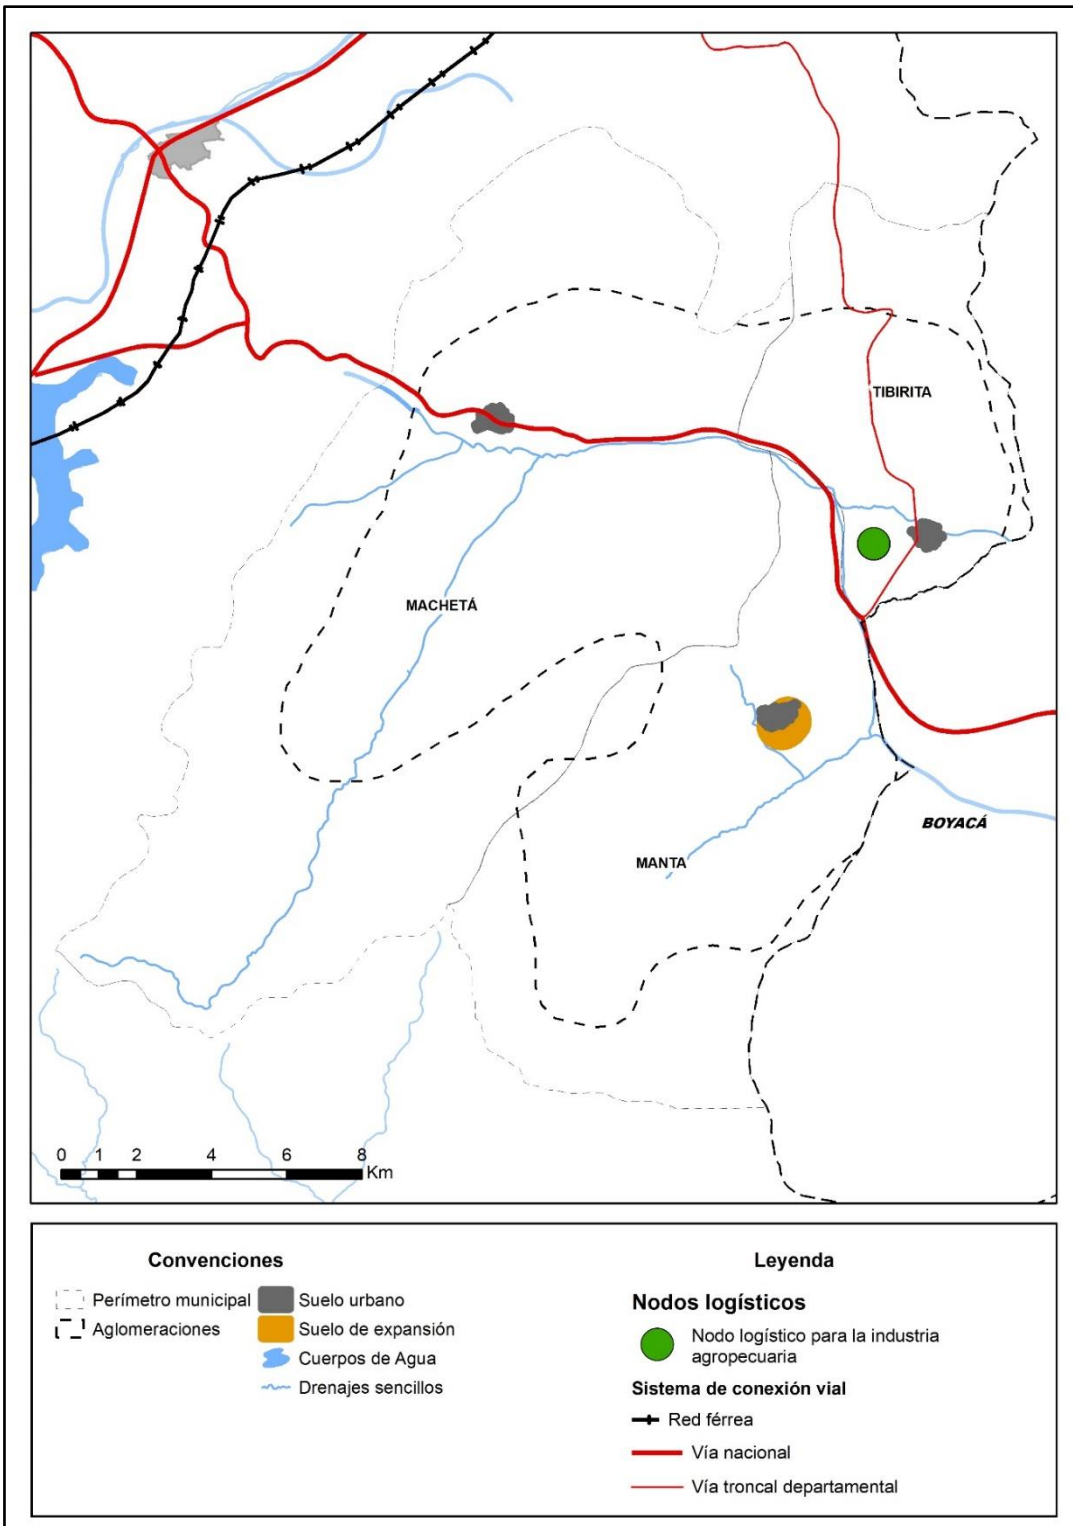 TIBIRITA
MACHETÁ
BOYACÁ
MANTA
0 1 2 4 6 8
Km
Convenciones
Perímetro municipal
Aglomeraciones
Suelo urbano
Suelo de expansión
Cuerpos de Agua
Drenajes sencillos
Leyenda
Nodos logísticos
Nodo logístico para la industria
agropecuaria
Sistema de conexión vial
Red férrea
Vía nacional
Vía troncal departamental